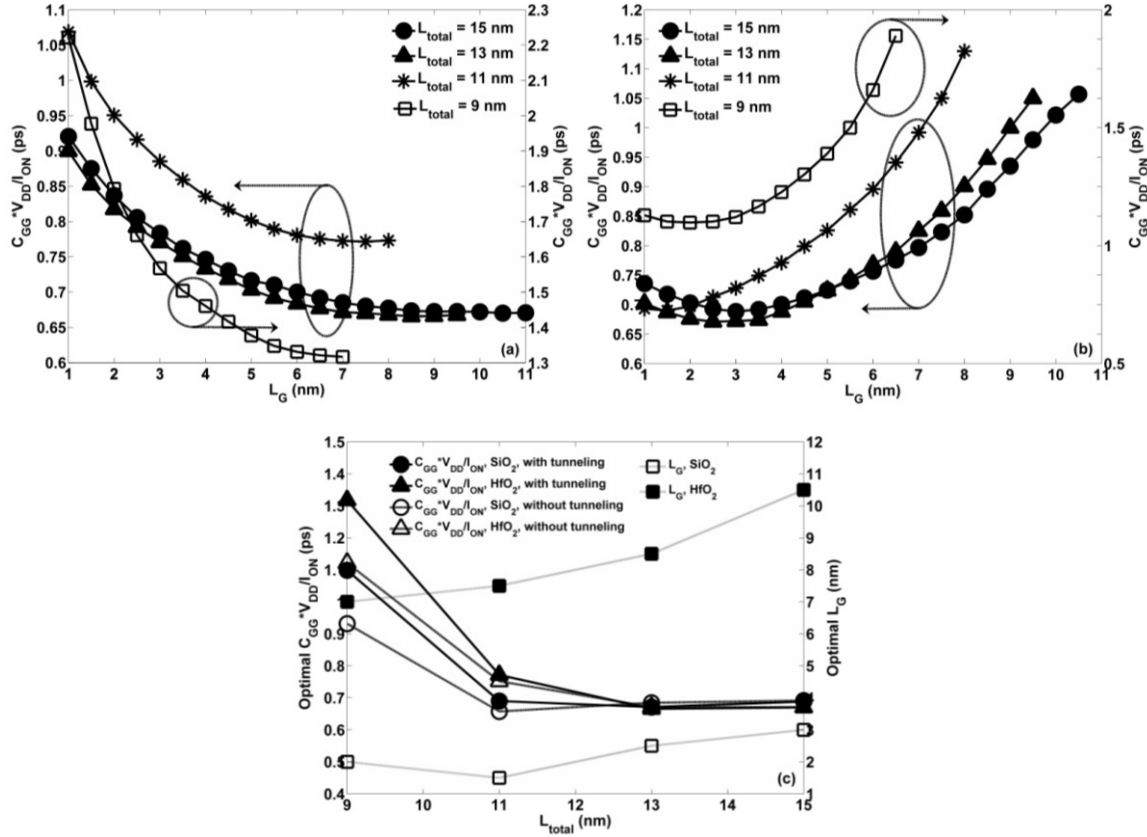 1.1
1.05
1
0.95
0.9
0.85
0.8
0.75
0.7
0.65
0.6
C_GG*V_DD/I_ON (ps)
L_total = 15 nm
L_total = 13 nm
L_total = 11 nm
L_total = 9 nm
2.3
2.2
2.1
2
1.9
1.8
1.7
1.6
1.5
1.4
1.3
C_GG*V_DD/I_ON (ps)
(a)
1 2 3 4 5 6 7 8 9 10 11
L_G (nm)
1.2
1.15
1.1
1.05
1
0.95
0.9
0.85
0.8
0.75
0.7
0.65
0.6
C_GG*V_DD/I_ON (ps)
L_total = 15 nm
L_total = 13 nm
L_total = 11 nm
L_total = 9 nm
2
1.5
1
0.5
C_GG*V_DD/I_ON (ps)
(b)
1 2 3 4 5 6 7 8 9 10 11
L_G (nm)
1.5
1.4
1.3
1.2
1.1
1
0.9
0.8
0.7
0.6
0.5
0.4
Optimal C_GG*V_DD/I_ON (ps)
C_GG*V_DD/I_ON, SiO_2, with tunneling
C_GG*V_DD/I_ON, HfO_2, with tunneling
C_GG*V_DD/I_ON, SiO_2, without tunneling
C_GG*V_DD/I_ON, HfO_2, without tunneling
L_G, SiO_2
L_G, HfO_2
12
11
10
9
8
7
6
5
4
3
2
1
Optimal L_G (nm)
(c)
9 10 11 12 13 14 15
L_total (nm)